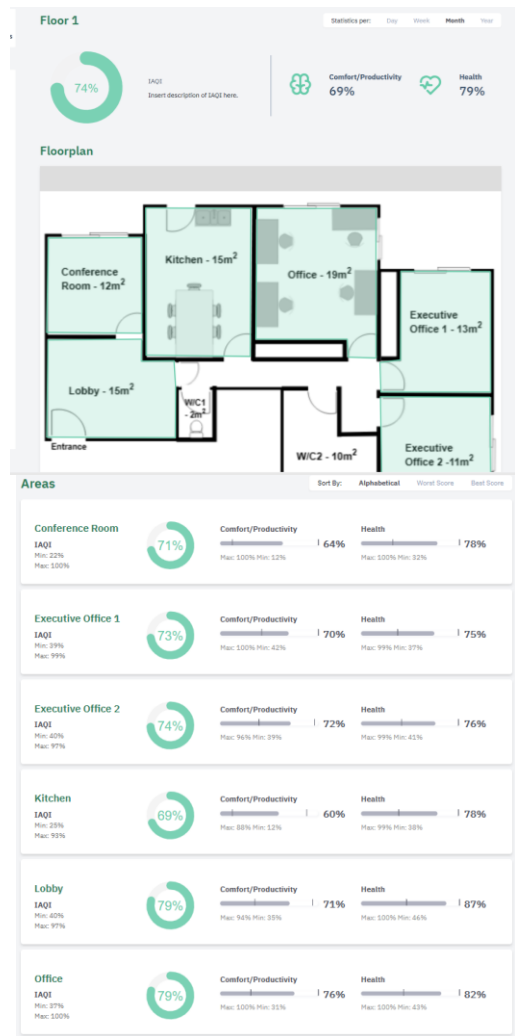 Floor 1
Statistics per: Day Week Month Year
74%
IAQI
Insert description of IAQI here.
Comfort/Productivity
69%
Health
79%
Floorplan
Conference
Room - 12m²
Kitchen - 15m²
Office - 19m²
Executive
Office 1 - 13m²
Lobby - 15m²
W/C1
- 2m²
Entrance
W/C2 - 10m²
Executive
Office 2 -11m²
Areas
Sort By: Alphabetical Worst Score Best Score
Conference Room
IAQI
Min: 22%
Max: 100%
71%
Comfort/Productivity
64%
Max: 100% Min: 12%
Health
78%
Max: 100% Min: 32%
Executive Office 1
IAQI
Min: 39%
Max: 99%
73%
Comfort/Productivity
70%
Max: 100% Min: 42%
Health
75%
Max: 99% Min: 37%
Executive Office 2
IAQI
Min: 40%
Max: 97%
74%
Comfort/Productivity
72%
Max: 96% Min: 39%
Health
76%
Max: 99% Min: 41%
Kitchen
IAQI
Min: 25%
Max: 93%
69%
Comfort/Productivity
60%
Max: 88% Min: 12%
Health
78%
Max: 99% Min: 38%
Lobby
IAQI
Min: 40%
Max: 97%
79%
Comfort/Productivity
71%
Max: 94% Min: 35%
Health
87%
Max: 100% Min: 46%
Office
IAQI
Min: 37%
Max: 100%
79%
Comfort/Productivity
76%
Max: 100% Min: 31%
Health
82%
Max: 100% Min: 43%